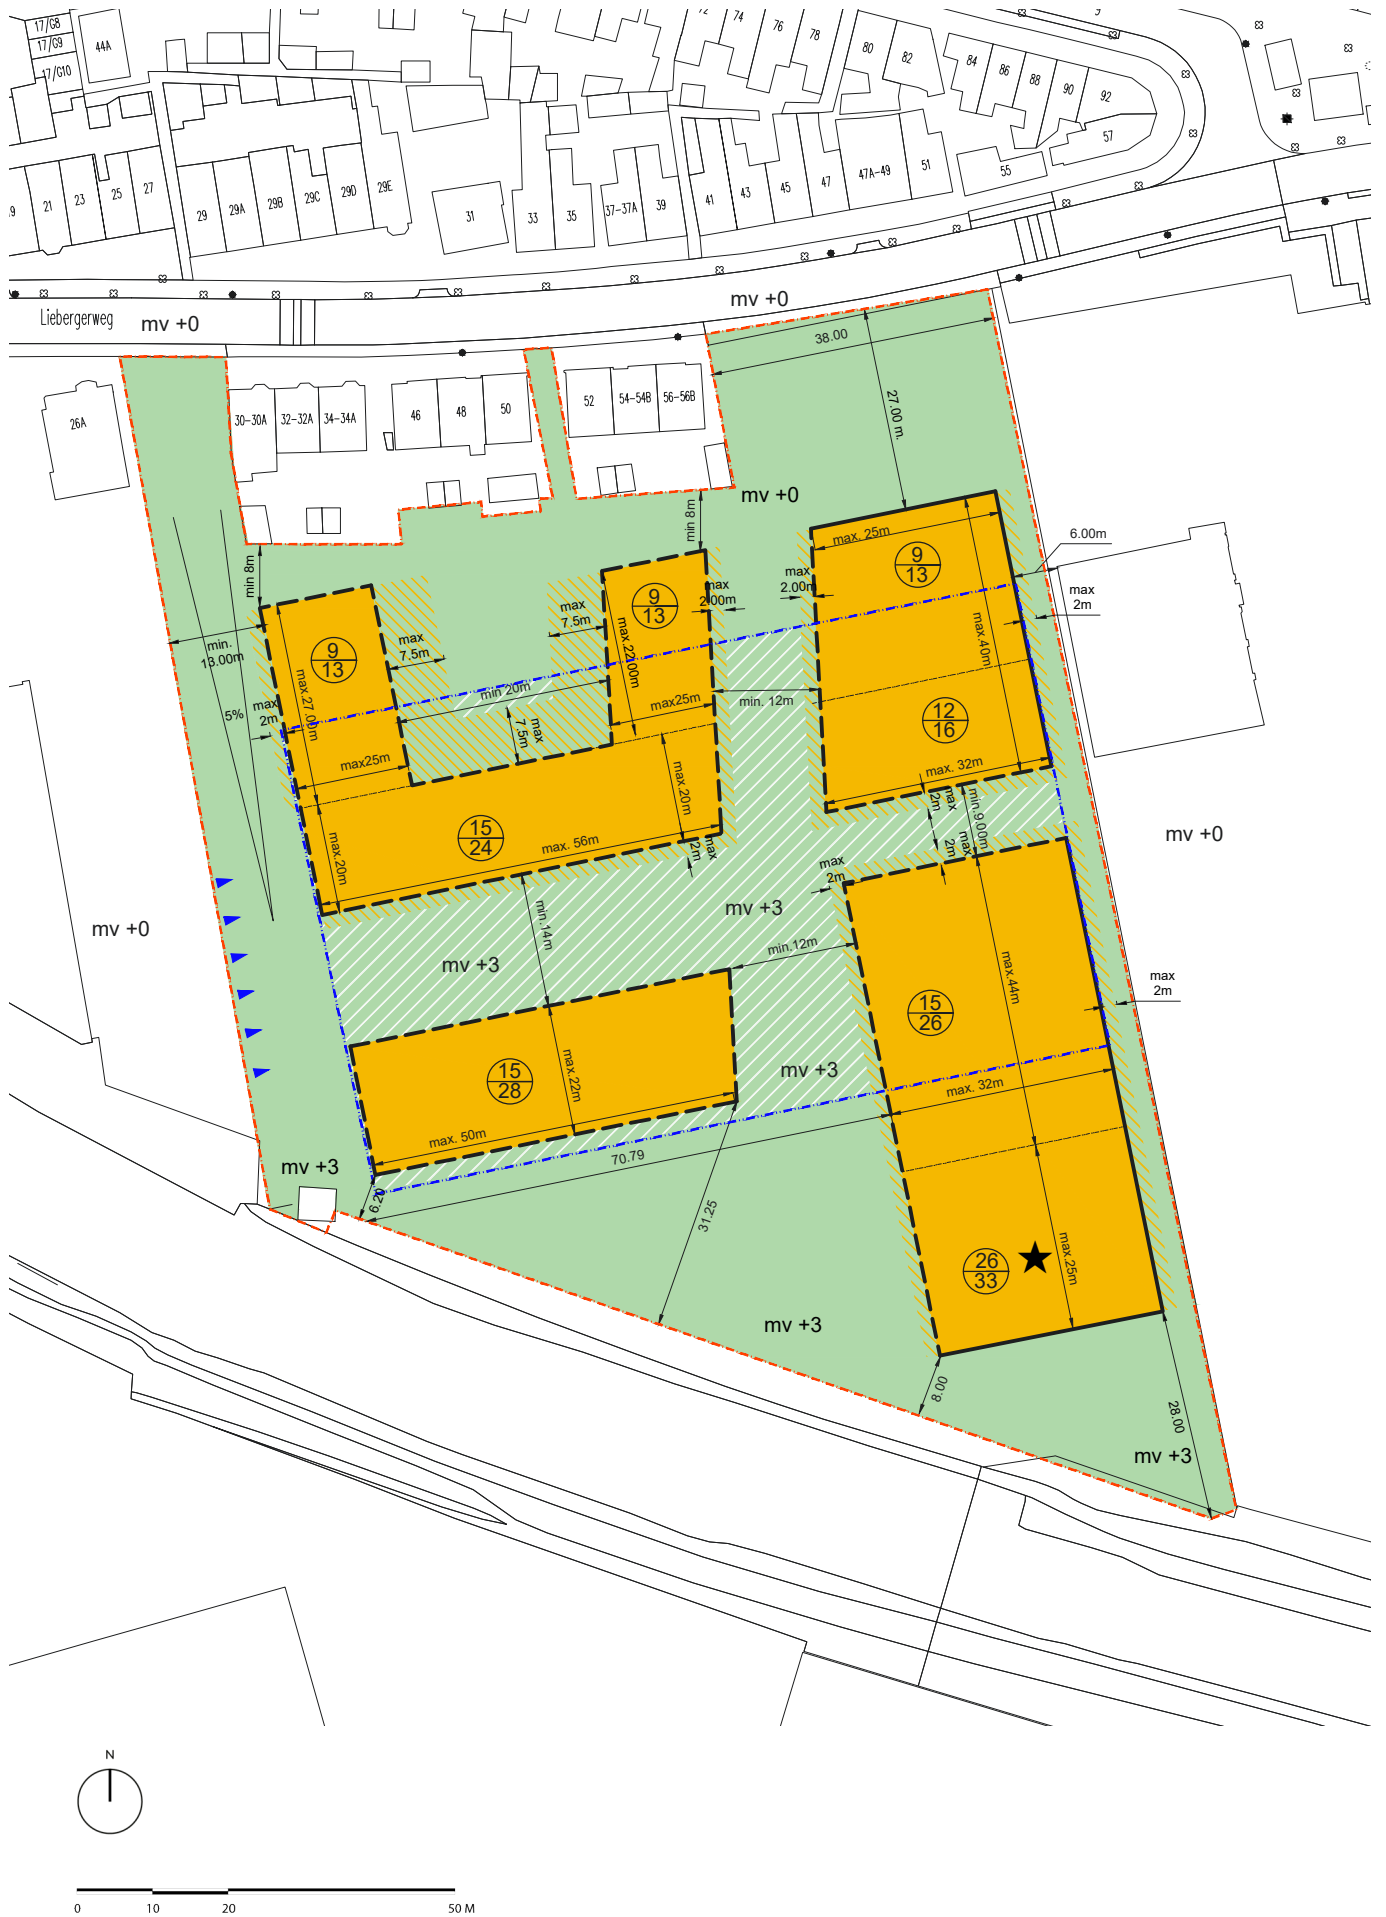 17/G8
17/G9
17/G10
44A
72
74
76
78
80
82
84
86
88
90
92
57
55
51
47A-49
47
45
43
41
39
37-37A
35
33
31
29E
29D
29C
29B
29A
29
27
25
23
21
Liebergerweg
mv +0
mv +0
26A
30-30A
32-32A
34-34A
46
48
50
52
54-54B
56-56B
38.00
27.00 m.
mv +0
min 8m
min 8m
max. 25m
9
13
6.00m
max
2m
max
2.00m
max
2.00m
9
13
max
7.5m
max.22.00m
max.40m
9
13
min.
13.00m
max
7.5m
max.27.00m
max
2m
5%
min 20m
max
7.5m
max25m
min. 12m
12
16
max25m
max. 32m
max
2m
min.9.00m
max
2m
max.20m
max.20m
15
24
max. 56m
max
2m
max
2m
mv +0
mv +0
mv +3
mv +3
min.14m
min.12m
max.44m
max
2m
15
26
15
28
max.22m
mv +3
max. 32m
max. 50m
70.79
mv +3
6.20
31.25
26
33
max.25m
mv +3
8.00
28.00
mv +3
N
0
10
20
50 M